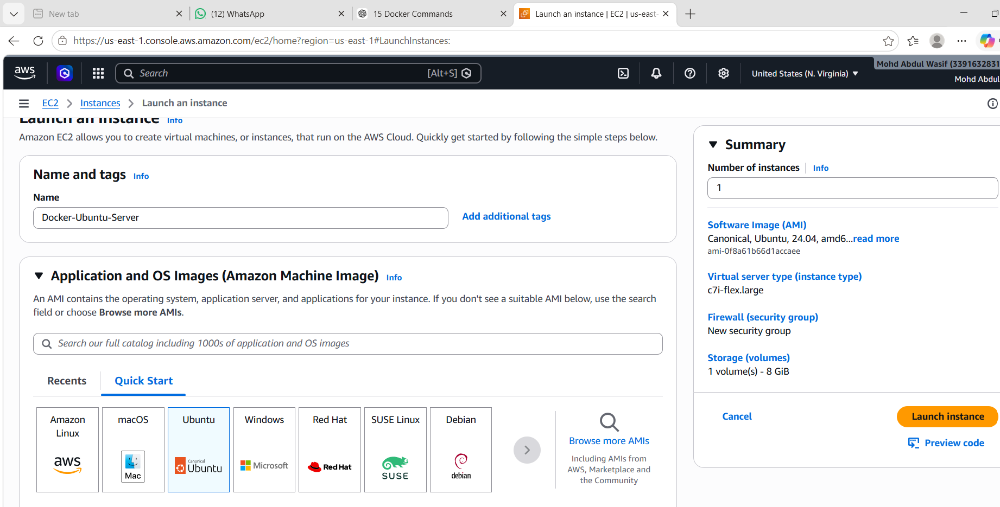 New tab
(12) WhatsApp
15 Docker Commands
Launch an instance | EC2 | us-east-
https://us-east-1.console.aws.amazon.com/ec2/home?region=us-east-1#LaunchInstances:
aws
Search
[Alt+S]
United States (N. Virginia)
Mohd Abdul Wasif (3391632831
Mohd Abdul
EC2
Instances
Launch an instance
Launch an instance
Info
Amazon EC2 allows you to create virtual machines, or instances, that run on the AWS Cloud. Quickly get started by following the simple steps below.
Name and tags
Info
Name
Docker-Ubuntu-Server
Add additional tags
Application and OS Images (Amazon Machine Image)
Info
An AMI contains the operating system, application server, and applications for your instance. If you don't see a suitable AMI below, use the search
field or choose Browse more AMIs.
Search our full catalog including 1000s of application and OS images
Recents
Quick Start
Amazon
Linux
aws
macOS
Mac
Ubuntu
Canonical
Ubuntu
Windows
Microsoft
Red Hat
Red Hat
SUSE Linux
SUSE
Debian
debian
Browse more AMIs
Including AMIs from
AWS, Marketplace and
the Community
Summary
Number of instances
Info
1
Software Image (AMI)
Canonical, Ubuntu, 24.04, amd6...read more
ami-0f8a61b66d1accaee
Virtual server type (instance type)
c7i-flex.large
Firewall (security group)
New security group
Storage (volumes)
1 volume(s) - 8 GiB
Cancel
Launch instance
Preview code